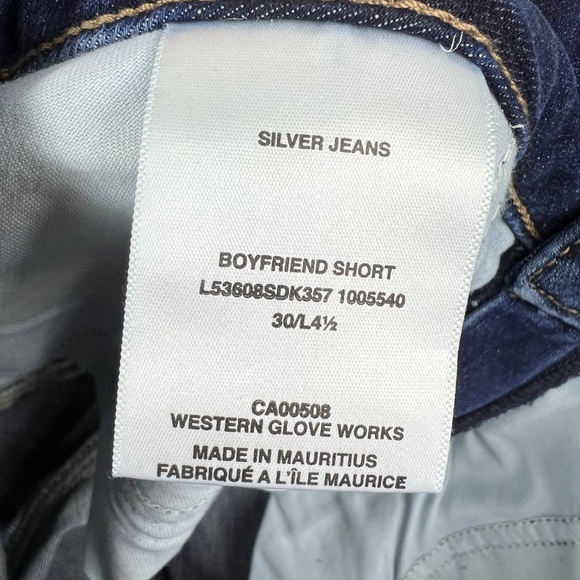 SILVER JEANS
BOYFRIEND SHORT
L53608SDK357 1005540
30/L4½
CA00508
WESTERN GLOVE WORKS
MADE IN MAURITIUS
FABRIQUÉ A L'ÎLE MAURICE